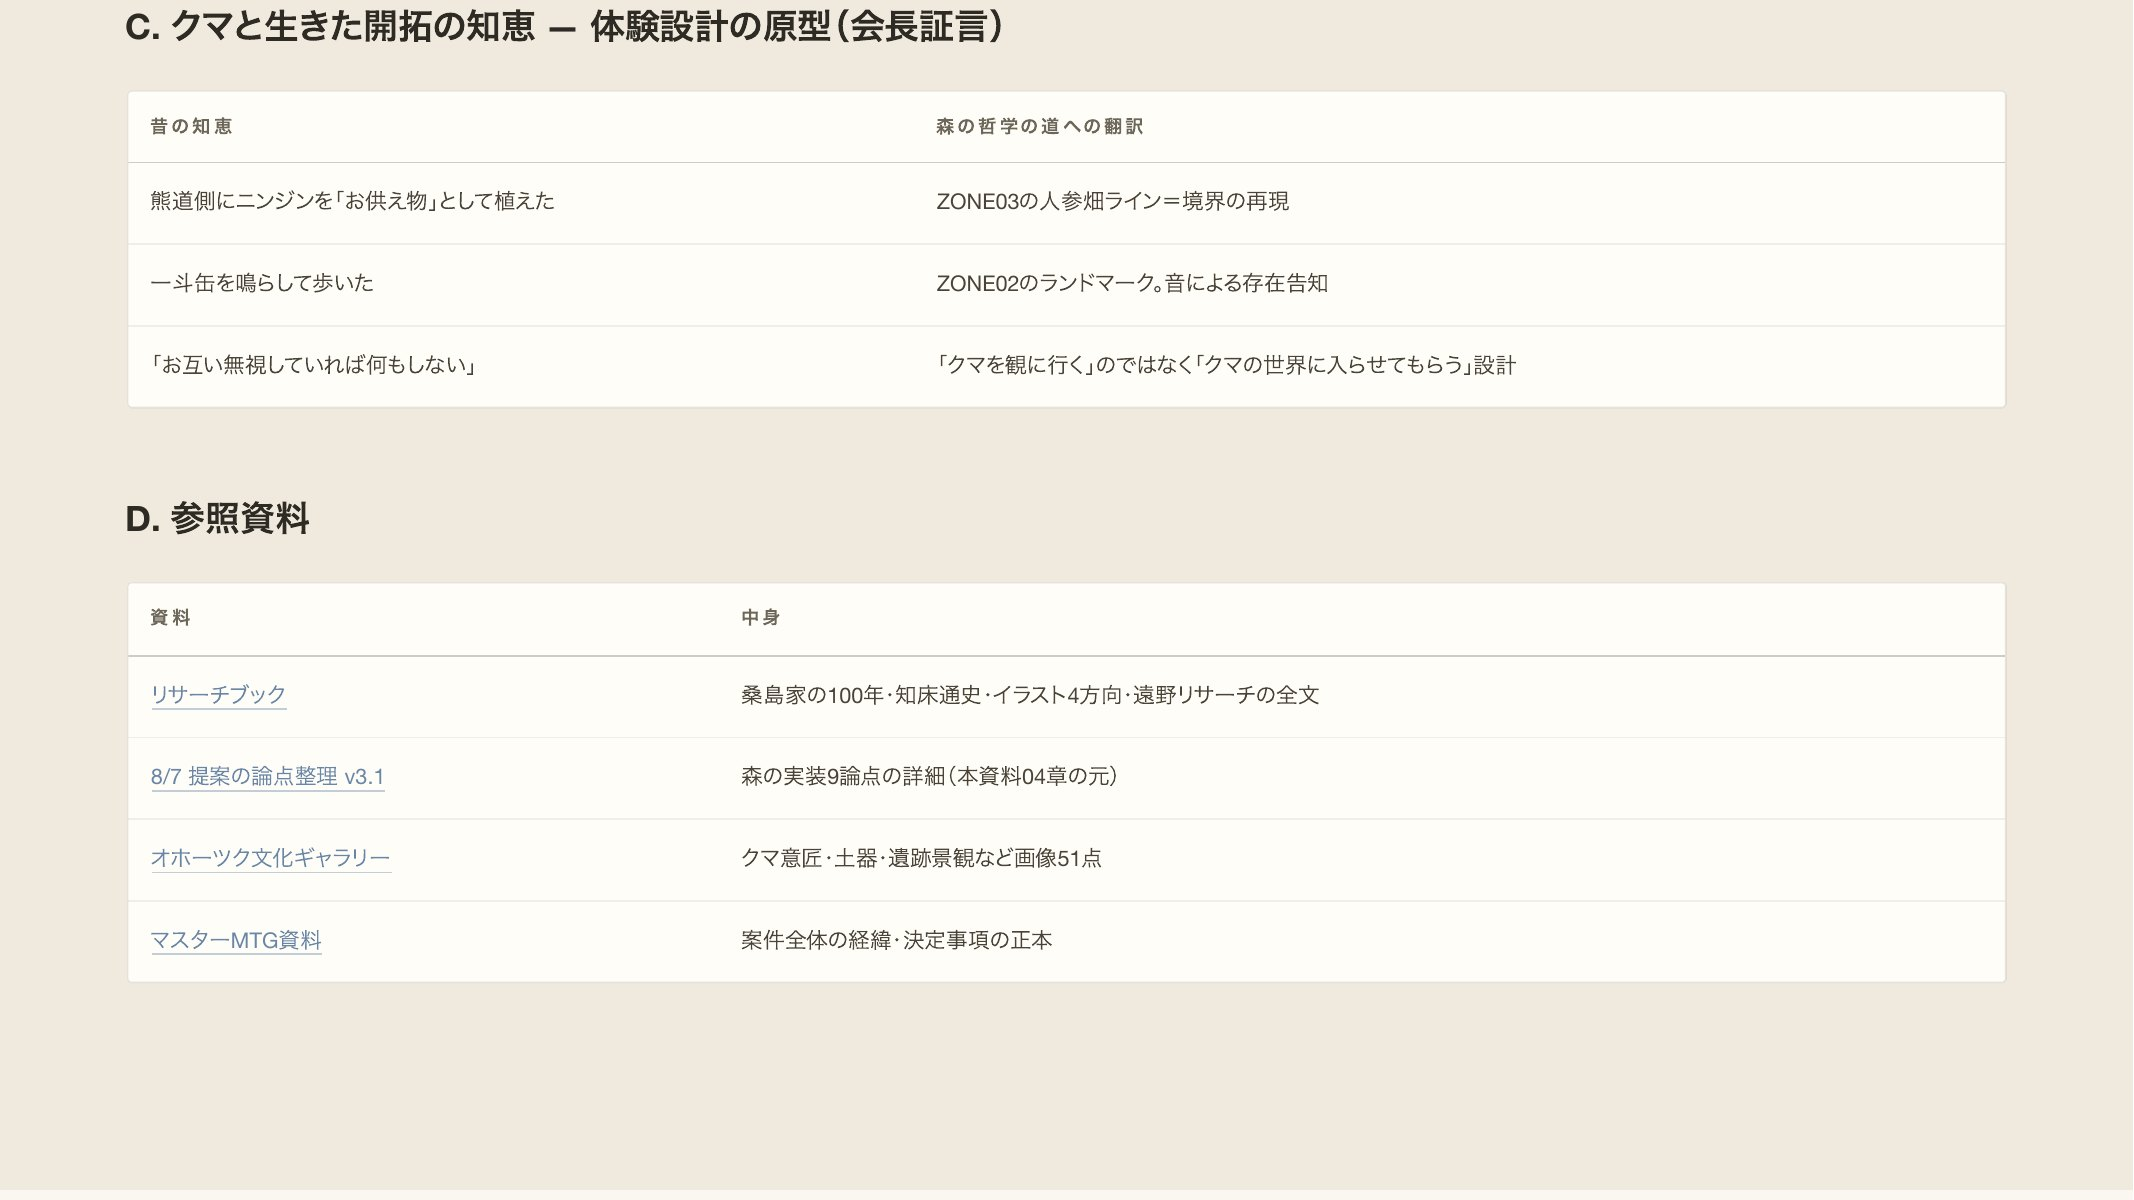 C. クマと生きた開拓の知恵 — 体験設計の原型（会長証言）
昔の知恵 森の哲学の道への翻訳
熊道側にニンジンを「お供え物」として植えた ZONE03の人参畑ライン＝境界の再現
一斗缶を鳴らして歩いた ZONE02のランドマーク。音による存在告知
「お互い無視していれば何もしない」 「クマを観に行く」のではなく「クマの世界に入らせてもらう」設計
D. 参照資料
資料 中身
リサーチブック 桑島家の100年・知床通史・イラスト4方向・遠野リサーチの全文
8/7 提案の論点整理 v3.1 森の実装9論点の詳細（本資料04章の元）
オホーツク文化ギャラリー クマ意匠・土器・遺跡景観など画像51点
マスターMTG資料 案件全体の経緯・決定事項の正本